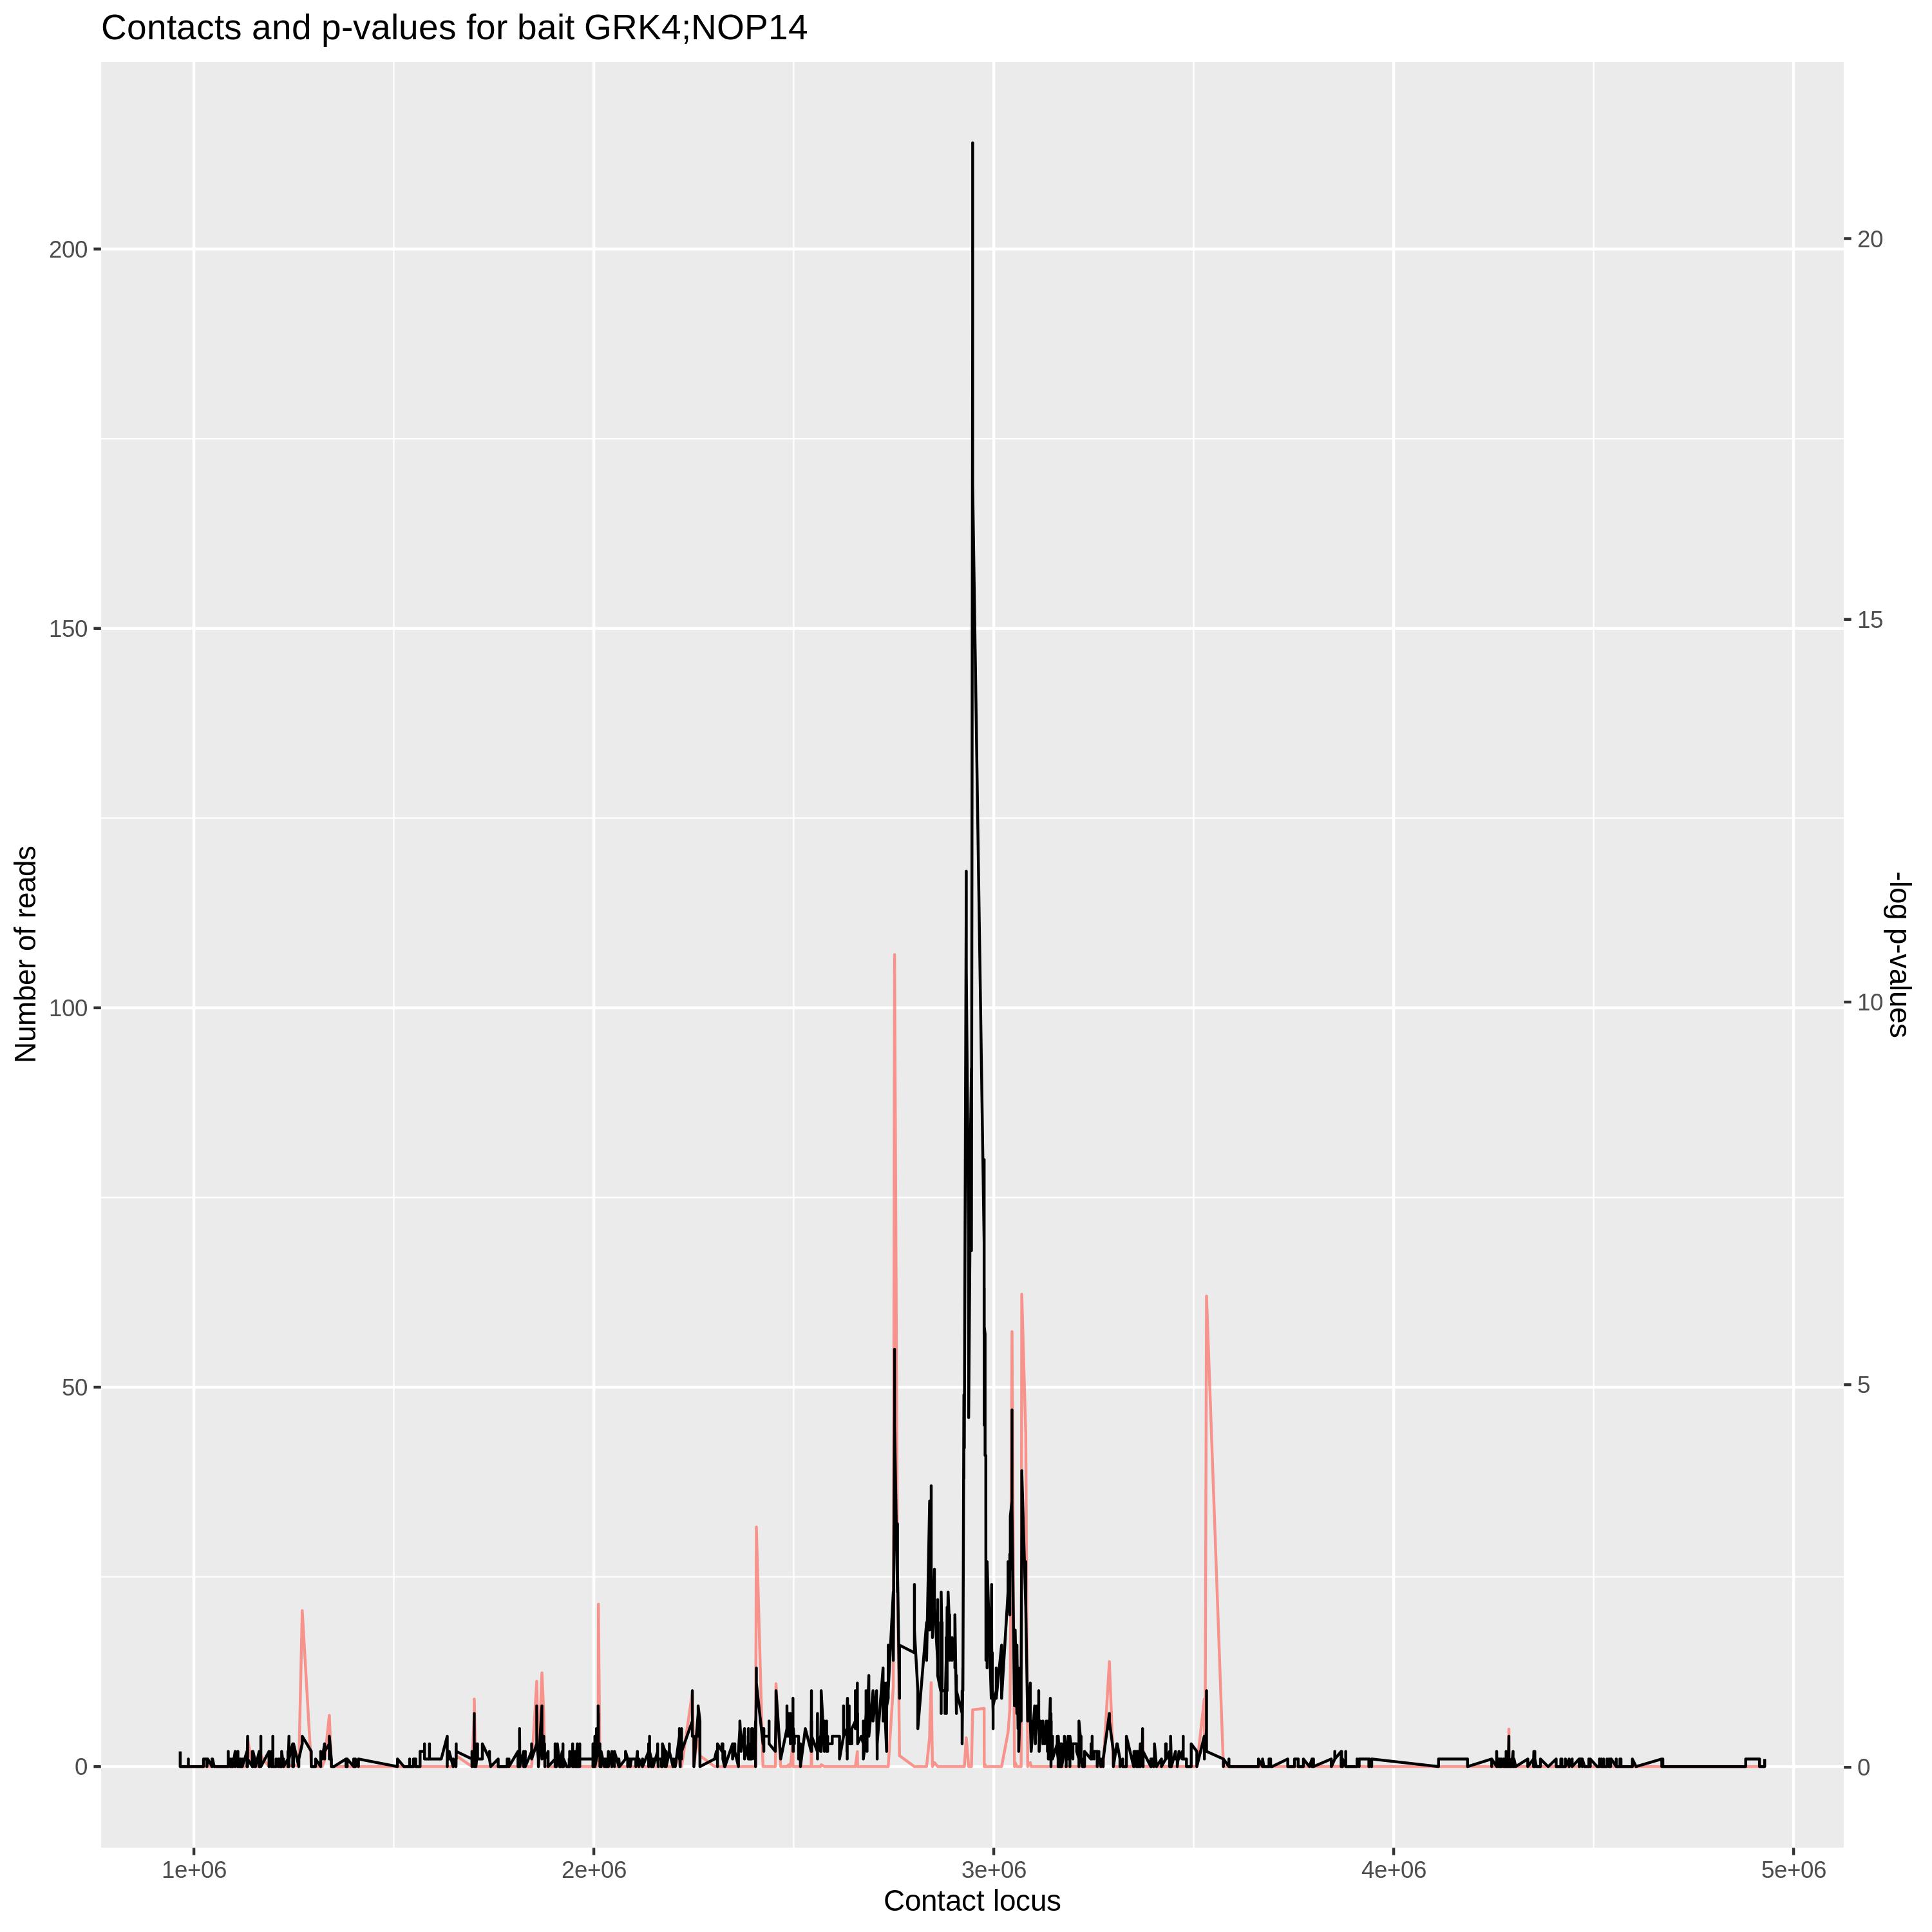 Contacts and p-values for bait GRK4;NOP14
200
150
100
50
0
Number of reads
20
15
10
5
0
-log p-values
1e+06
2e+06
3e+06
4e+06
5e+06
Contact locus